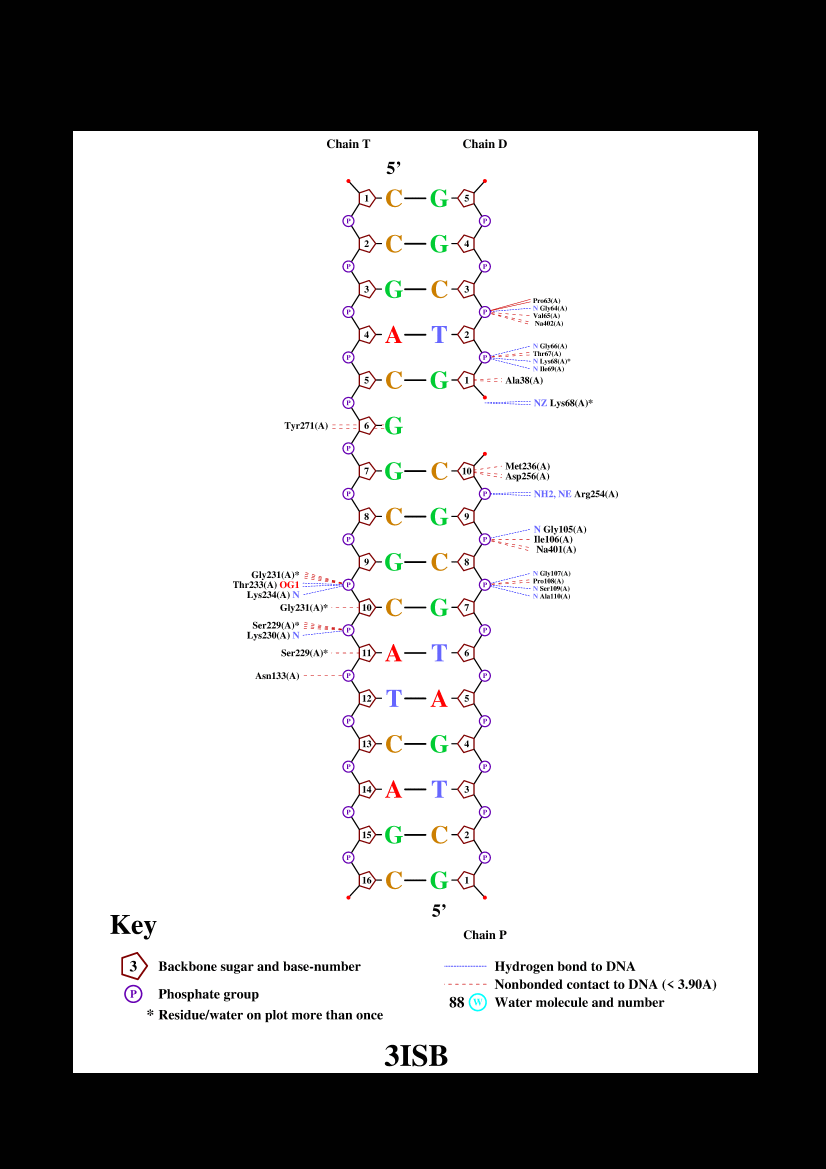 Chain T Chain D
5’
1 C G 5
P P
2 C G 4
P P
3 G C 3
Pro63(A)
P P N Gly64(A)
Val65(A)
Na402(A)
4 A T 2
N Gly66(A)
P P Thr67(A)
N Lys68(A)*
N Ile69(A)
5 C G 1 Ala38(A)
P NZ Lys68(A)*
Tyr271(A) 6 G
P
7 G C 10 Met236(A)
Asp256(A)
P P NH2, NE Arg254(A)
8 C G 9
N Gly105(A)
P P Ile106(A)
Na401(A)
9 G C 8
Gly231(A)* N Gly107(A)
Thr233(A) OG1 P P Pro108(A)
Lys234(A) N N Ser109(A)
N Ala110(A)
Gly231(A)* 10 C G 7
Ser229(A)* P P
Lys230(A) N
Ser229(A)* 11 A T 6
Asn133(A) P P
12 T A 5
P P
13 C G 4
P P
14 A T 3
P P
15 G C 2
P P
16 C G 1
5’
Chain P
Key
3 Backbone sugar and base-number
P Phosphate group
* Residue/water on plot more than once
Hydrogen bond to DNA
Nonbonded contact to DNA (< 3.90A)
88 W Water molecule and number
3ISB